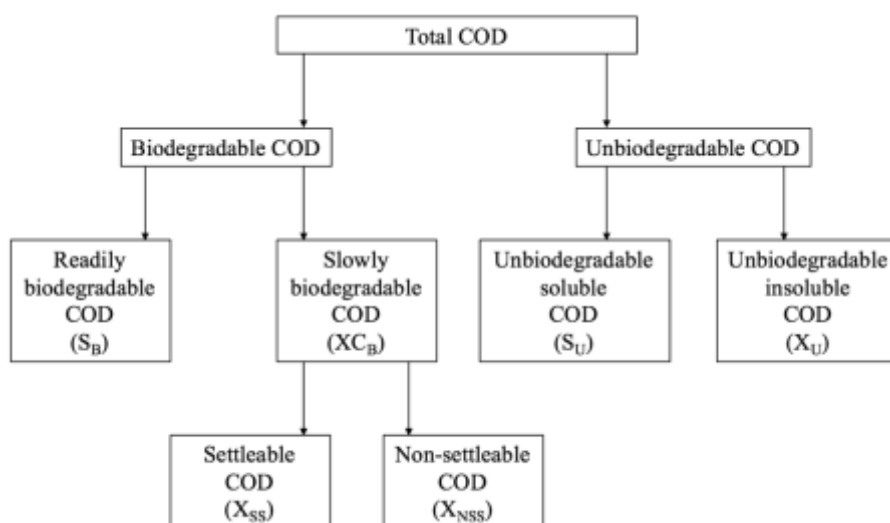 Total COD
Biodegradable COD
Unbiodegradable COD
Readily
biodegradable
COD
(S_B)
Slowly
biodegradable
COD
(XC_B)
Unbiodegradable
soluble
COD
(S_U)
Unbiodegradable
insoluble
COD
(X_U)
Settleable
COD
(X_SS)
Non-settleable
COD
(X_NSS)